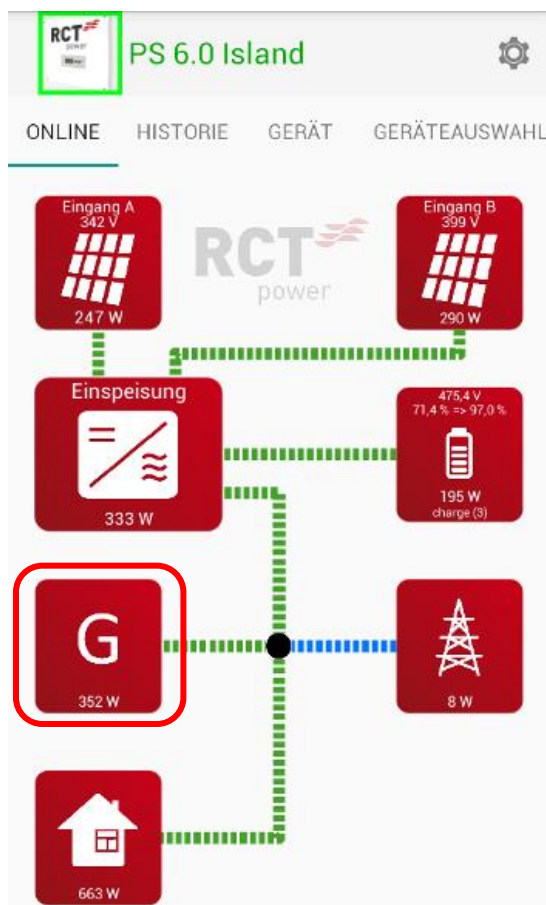 RCT
power
PS 6.0 Island
ONLINE HISTORIE GERÄT GERÄTEAUSWAHL
Eingang A
342 V
247 W
RCT
power
Eingang B
399 V
290 W
Einspeisung
333 W
475,4 V
71,4 % => 97,0 %
195 W
charge (3)
G
352 W
8 W
663 W